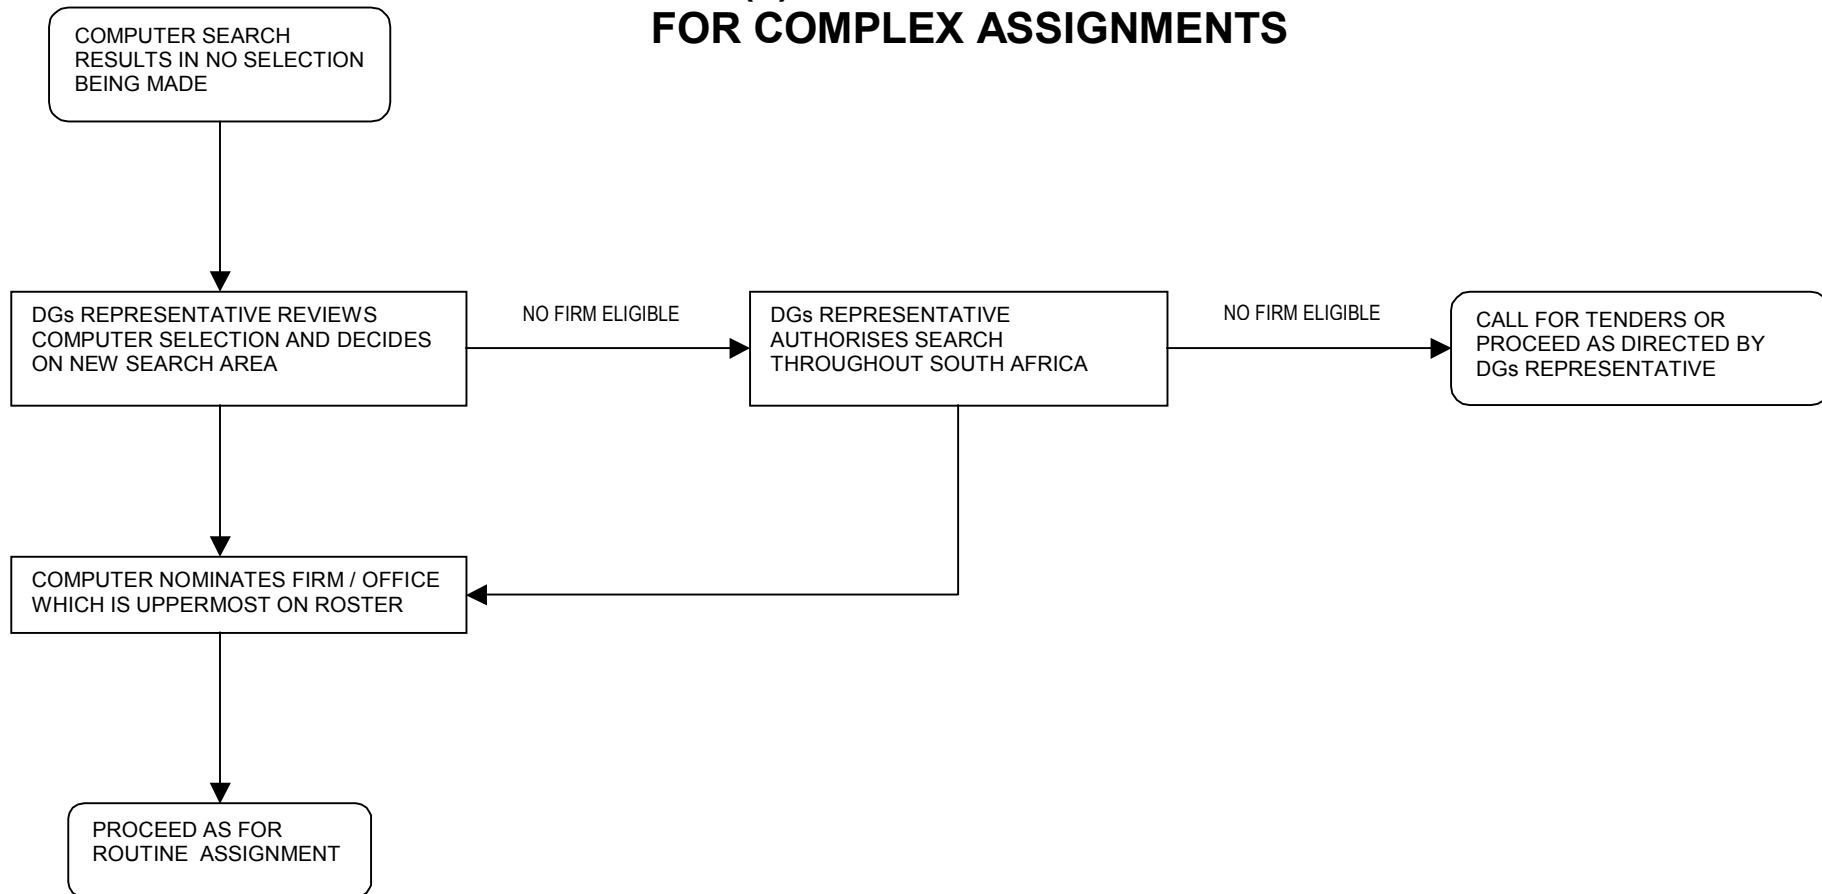 FOR COMPLEX ASSIGNMENTS
COMPUTER SEARCH
RESULTS IN NO SELECTION
BEING MADE
DGs REPRESENTATIVE REVIEWS
COMPUTER SELECTION AND DECIDES
ON NEW SEARCH AREA
NO FIRM ELIGIBLE
DGs REPRESENTATIVE
AUTHORISES SEARCH
THROUGHOUT SOUTH AFRICA
NO FIRM ELIGIBLE
CALL FOR TENDERS OR
PROCEED AS DIRECTED BY
DGs REPRESENTATIVE
COMPUTER NOMINATES FIRM / OFFICE
WHICH IS UPPERMOST ON ROSTER
PROCEED AS FOR
ROUTINE  ASSIGNMENT